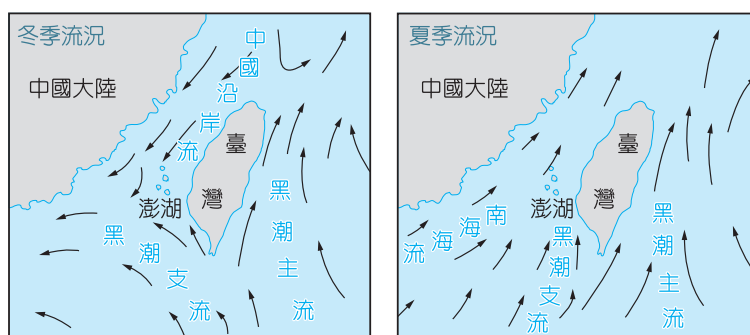 冬季流況
中國大陸
中國沿岸流
臺灣
澎湖
黑潮主流
黑潮支流
夏季流況
中國大陸
臺灣
澎湖
南海海流
黑潮支流
黑潮主流